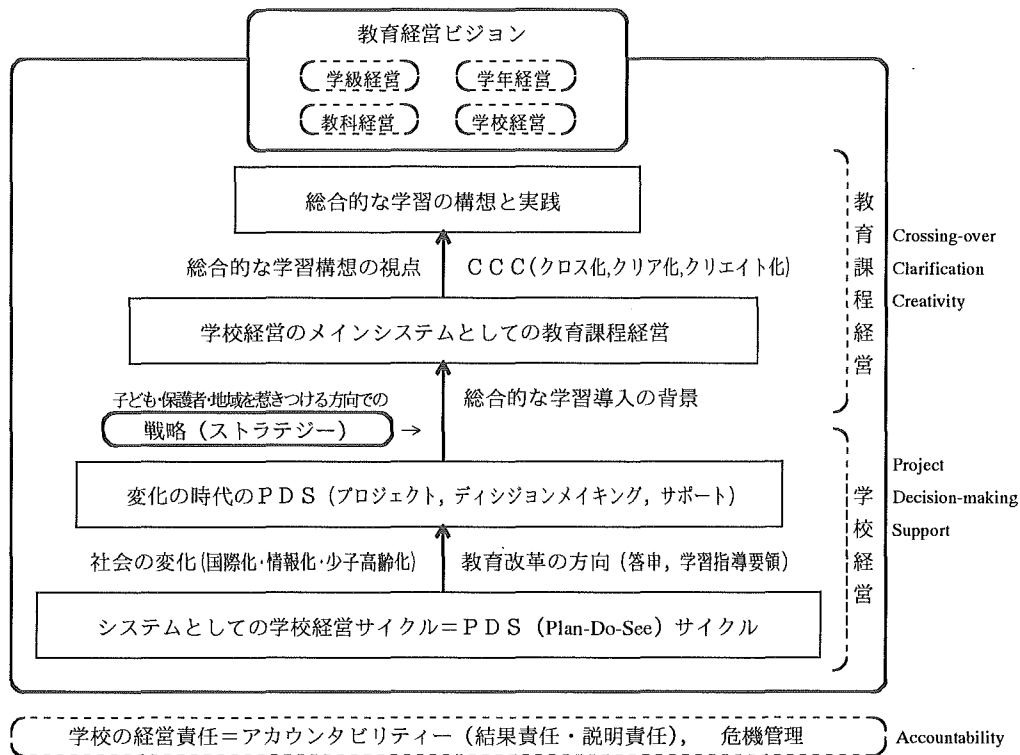 教育経営ビジョン
学級経営 学年経営
教科経営 学校経営
総合的な学習の構想と実践
総合的な学習構想の視点 CCC(クロス化,クリア化,クリエイト化)
学校経営のメインシステムとしての教育課程経営
子ども・保護者・地域を惹きつける方向での
戦略(ストラテジー) →
総合的な学習導入の背景
変化の時代のPDS(プロジェクト,ディシジョンメイキング,サポート)
社会の変化(国際化・情報化・少子高齢化) 教育改革の方向(答申,学習指導要領)
システムとしての学校経営サイクル=PDS(Plan-Do-See)サイクル
教育課程経営
Crossing-over
Clarification
Creativity
学校経営
Project
Decision-making
Support
学校の経営責任=アカウンタビリティー(結果責任・説明責任), 危機管理
Accountability